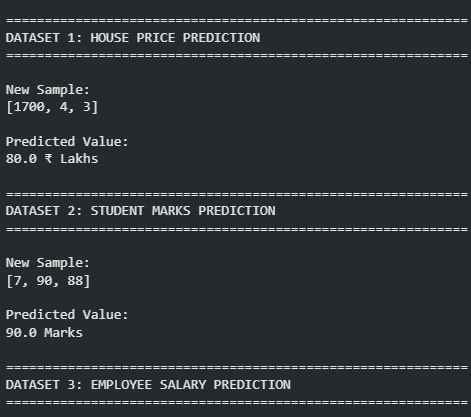 ============================================================
DATASET 1: HOUSE PRICE PREDICTION
============================================================
New Sample:
[1700, 4, 3]
Predicted Value:
80.0 ₹ Lakhs
============================================================
DATASET 2: STUDENT MARKS PREDICTION
============================================================
New Sample:
[7, 90, 88]
Predicted Value:
90.0 Marks
============================================================
DATASET 3: EMPLOYEE SALARY PREDICTION
============================================================